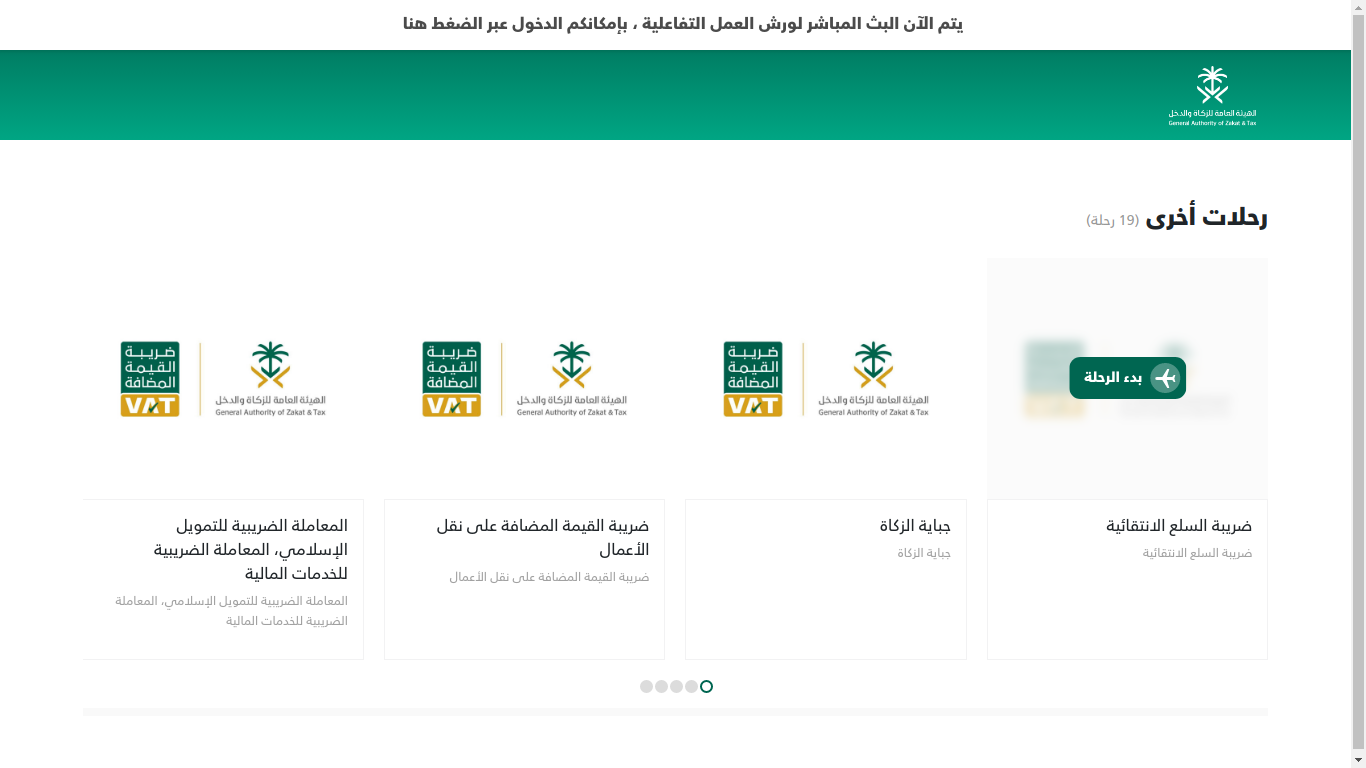 يتم الآن البث المباشر لورش العمل التفاعلية ، بإمكانكم الدخول عبر الضغط هنا
الهيئة العامة للزكاة والدخل
General Authority of Zakat & Tax
رحلات أخرى (19 رحلة)
بدء الرحلة
ضريبة السلع الانتقائية
ضريبة السلع الانتقائية
ضريبة
القيمة
المضافة
VAT
الهيئة العامة للزكاة والدخل
General Authority of Zakat & Tax
جباية الزكاة
جباية الزكاة
ضريبة
القيمة
المضافة
VAT
الهيئة العامة للزكاة والدخل
General Authority of Zakat & Tax
ضريبة القيمة المضافة على نقل
الأعمال
ضريبة القيمة المضافة على نقل الأعمال
ضريبة
القيمة
المضافة
VAT
الهيئة العامة للزكاة والدخل
General Authority of Zakat & Tax
المعاملة الضريبية للتمويل
الإسلامي، المعاملة الضريبية
للخدمات المالية
المعاملة الضريبية للتمويل الإسلامي، المعاملة
الضريبية للخدمات المالية